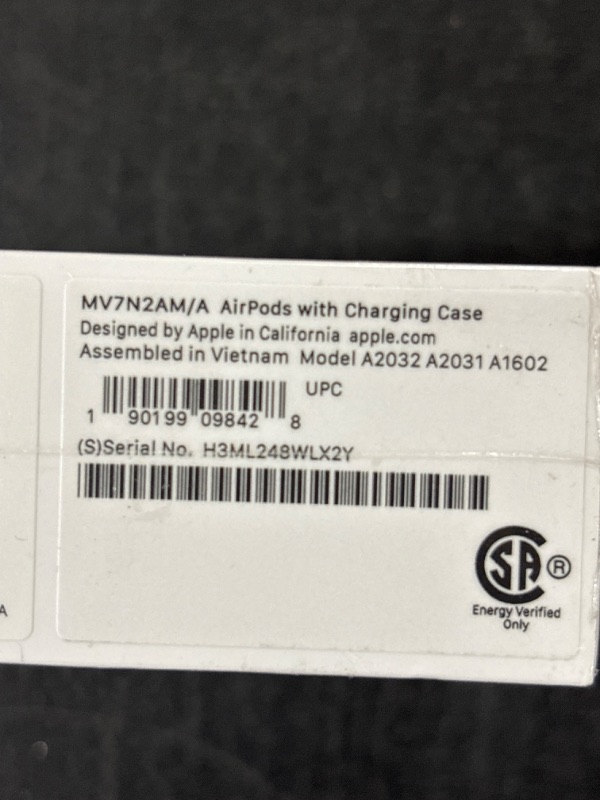 MV7N2AM/A AirPods with Charging Case
Designed by Apple in California apple.com
Assembled in Vietnam Model A2032 A2031 A1602
UPC
1 90199 09842 8
(S)Serial No. H3ML248WLX2Y
SA ®
Energy Verified
Only
A